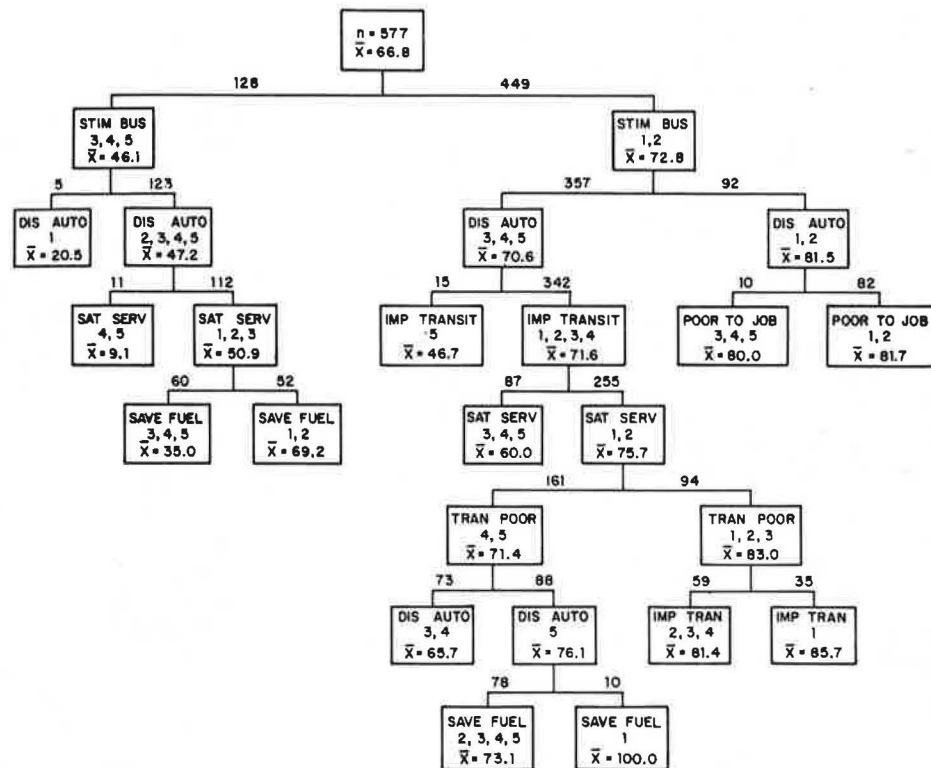 n = 577
X̄ = 66.8
128 449
STIM BUS
3, 4, 5
X̄ = 46.1
STIM BUS
1, 2
X̄ = 72.8
5 123
357 92
DIS AUTO
1
X̄ = 20.5
DIS AUTO
2, 3, 4, 5
X̄ = 47.2
DIS AUTO
3, 4, 5
X̄ = 70.6
DIS AUTO
1, 2
X̄ = 81.5
11 112
15 342
10 82
SAT SERV
4, 5
X̄ = 9.1
SAT SERV
1, 2, 3
X̄ = 50.9
IMP TRANSIT
5
X̄ = 46.7
IMP TRANSIT
1, 2, 3, 4
X̄ = 71.6
POOR TO JOB
3, 4, 5
X̄ = 80.0
POOR TO JOB
1, 2
X̄ = 81.7
60 52
87 255
SAVE FUEL
3, 4, 5
X̄ = 35.0
SAVE FUEL
1, 2
X̄ = 69.2
SAT SERV
3, 4, 5
X̄ = 60.0
SAT SERV
1, 2
X̄ = 75.7
161 94
TRAN POOR
4, 5
X̄ = 71.4
TRAN POOR
1, 2, 3
X̄ = 83.0
73 88
59 35
DIS AUTO
3, 4
X̄ = 65.7
DIS AUTO
5
X̄ = 76.1
IMP TRAN
2, 3, 4
X̄ = 81.4
IMP TRAN
1
X̄ = 85.7
78 10
SAVE FUEL
2, 3, 4, 5
X̄ = 73.1
SAVE FUEL
1
X̄ = 100.0